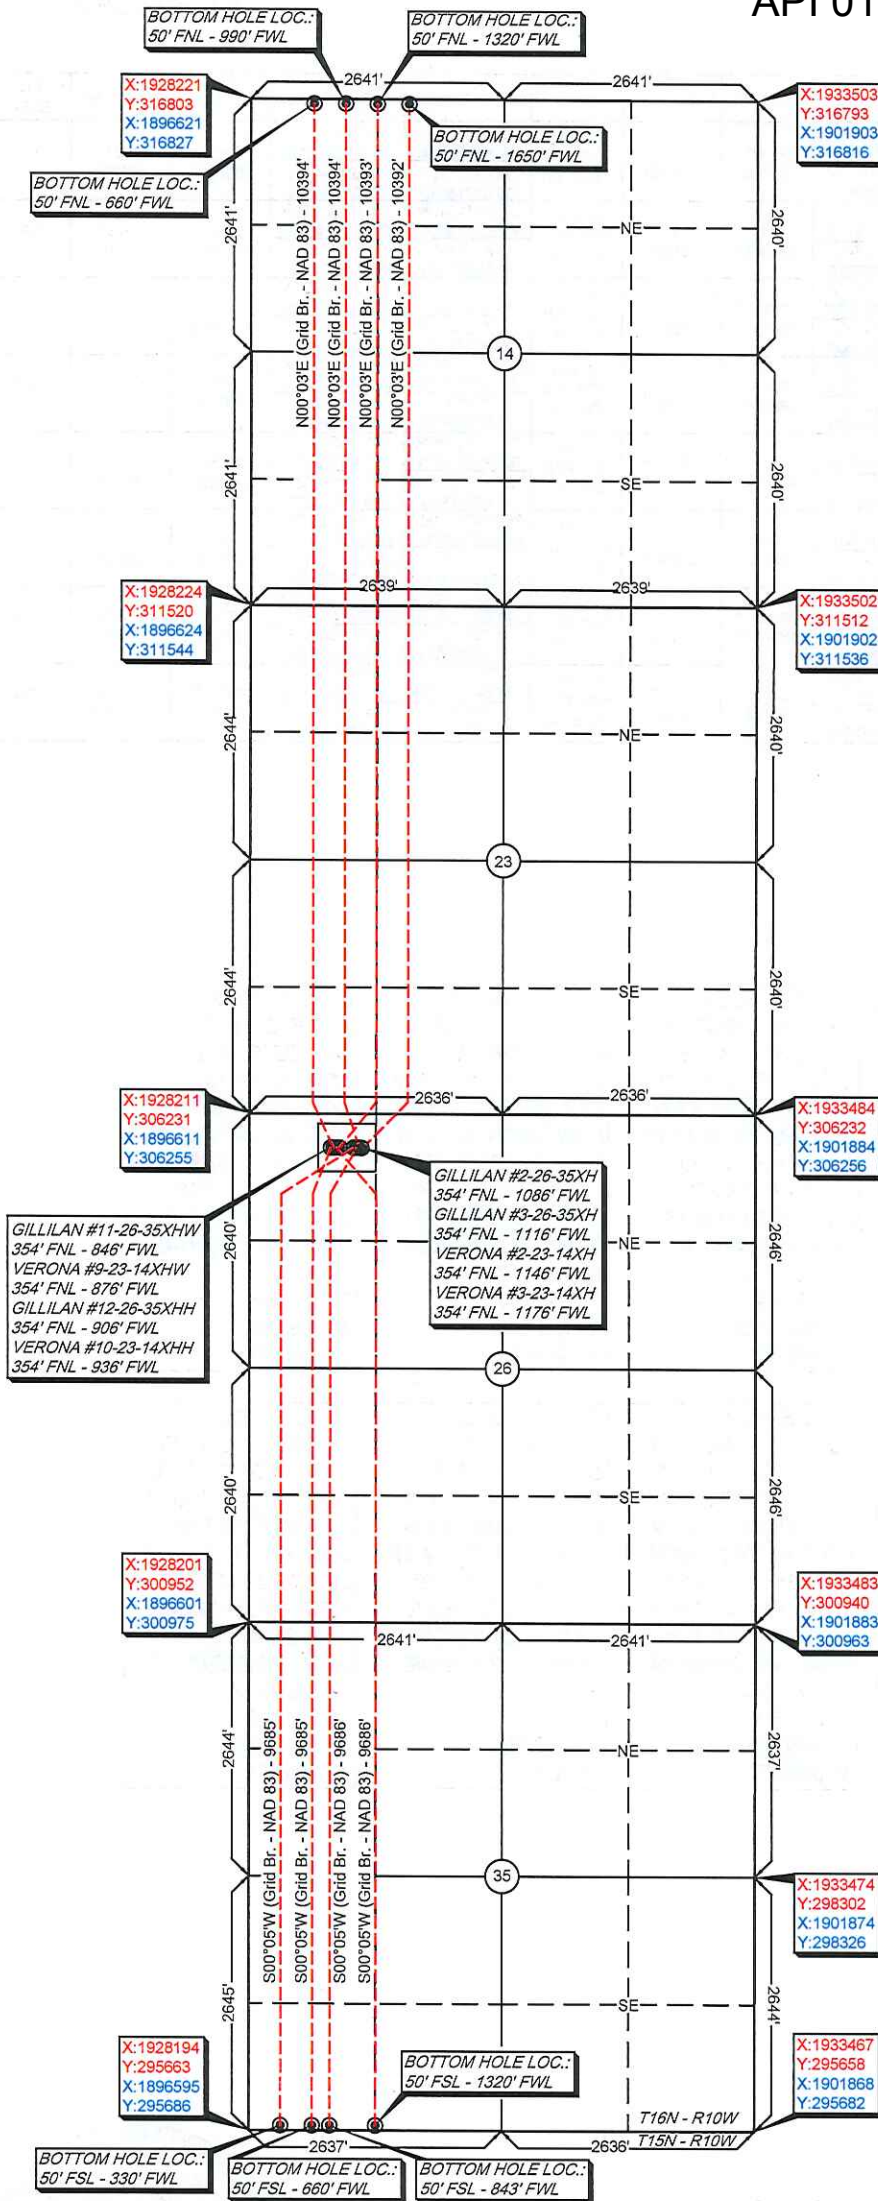 API 01
BOTTOM HOLE LOC.:
50' FNL - 990' FWL
BOTTOM HOLE LOC.:
50' FNL - 1320' FWL
2641'
2641'
X:1928221
Y:316803
X:1896621
Y:316827
X:1933503
Y:316793
X:1901903
Y:316816
BOTTOM HOLE LOC.:
50' FNL - 1650' FWL
BOTTOM HOLE LOC.:
50' FNL - 660' FWL
2641'
N00°03'E (Grid Br. - NAD 83) - 10394'
N00°03'E (Grid Br. - NAD 83) - 10394'
N00°03'E (Grid Br. - NAD 83) - 10393'
N00°03'E (Grid Br. - NAD 83) - 10392'
NE
2640'
14
2641'
SE
2640'
X:1928224
Y:311520
X:1896624
Y:311544
2639'
2639'
X:1933502
Y:311512
X:1901902
Y:311536
2644'
NE
2640'
23
2644'
SE
2640'
X:1928211
Y:306231
X:1896611
Y:306255
2636'
2636'
X:1933484
Y:306232
X:1901884
Y:306256
GILLILAN #11-26-35XHW
354' FNL - 846' FWL
VERONA #9-23-14XHW
354' FNL - 876' FWL
GILLILAN #12-26-35XHH
354' FNL - 906' FWL
VERONA #10-23-14XHH
354' FNL - 936' FWL
GILLILAN #2-26-35XH
354' FNL - 1086' FWL
GILLILAN #3-26-35XH
354' FNL - 1116' FWL
VERONA #2-23-14XH
354' FNL - 1146' FWL
VERONA #3-23-14XH
354' FNL - 1176' FWL
2640'
NE
2646'
26
2640'
SE
2646'
X:1928201
Y:300952
X:1896601
Y:300975
2641'
2641'
X:1933483
Y:300940
X:1901883
Y:300963
2644'
S00°05'W (Grid Br. - NAD 83) - 9685'
S00°05'W (Grid Br. - NAD 83) - 9685'
S00°05'W (Grid Br. - NAD 83) - 9686'
S00°05'W (Grid Br. - NAD 83) - 9686'
NE
2637'
35
X:1933474
Y:298302
X:1901874
Y:298326
2645'
SE
2644'
X:1928194
Y:295663
X:1896595
Y:295686
BOTTOM HOLE LOC.:
50' FSL - 1320' FWL
X:1933467
Y:295658
X:1901868
Y:295682
T16N - R10W
T15N - R10W
2637'
2636'
BOTTOM HOLE LOC.:
50' FSL - 330' FWL
BOTTOM HOLE LOC.:
50' FSL - 660' FWL
BOTTOM HOLE LOC.:
50' FSL - 843' FWL